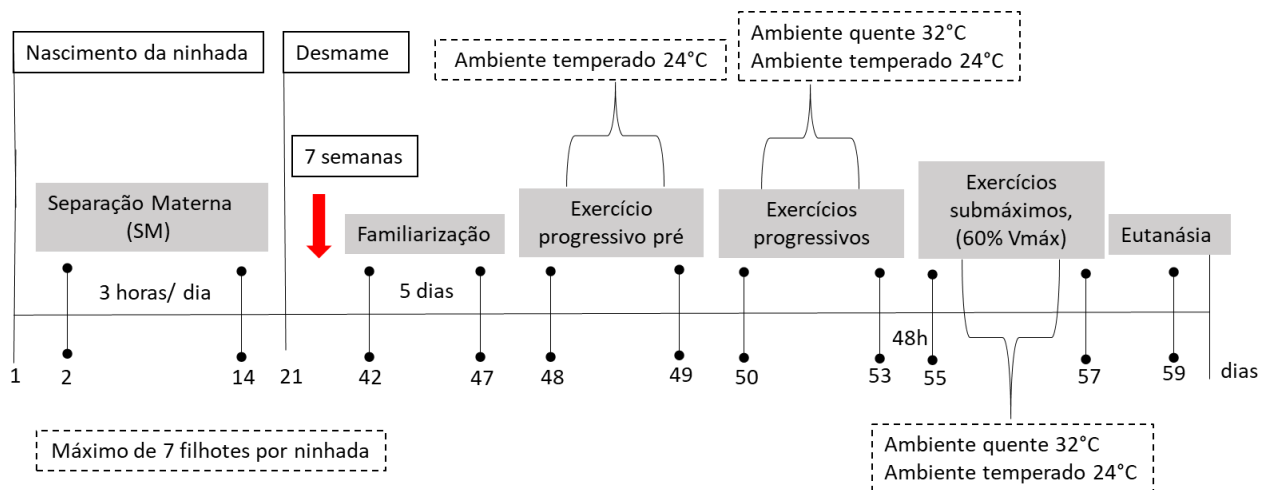 Nascimento da ninhada
Desmame
Ambiente temperado 24°C
Ambiente quente 32°C
Ambiente temperado 24°C
7 semanas
Separação Materna
(SM)
Familiarização
Exercício
progressivo pré
Exercícios
progressivos
Exercícios
submáximos,
(60% Vmáx)
Eutanásia
3 horas/ dia
5 dias
48h
1
2
14
21
42
47
48
49
50
53
55
57
59
dias
Máximo de 7 filhotes por ninhada
Ambiente quente 32°C
Ambiente temperado 24°C